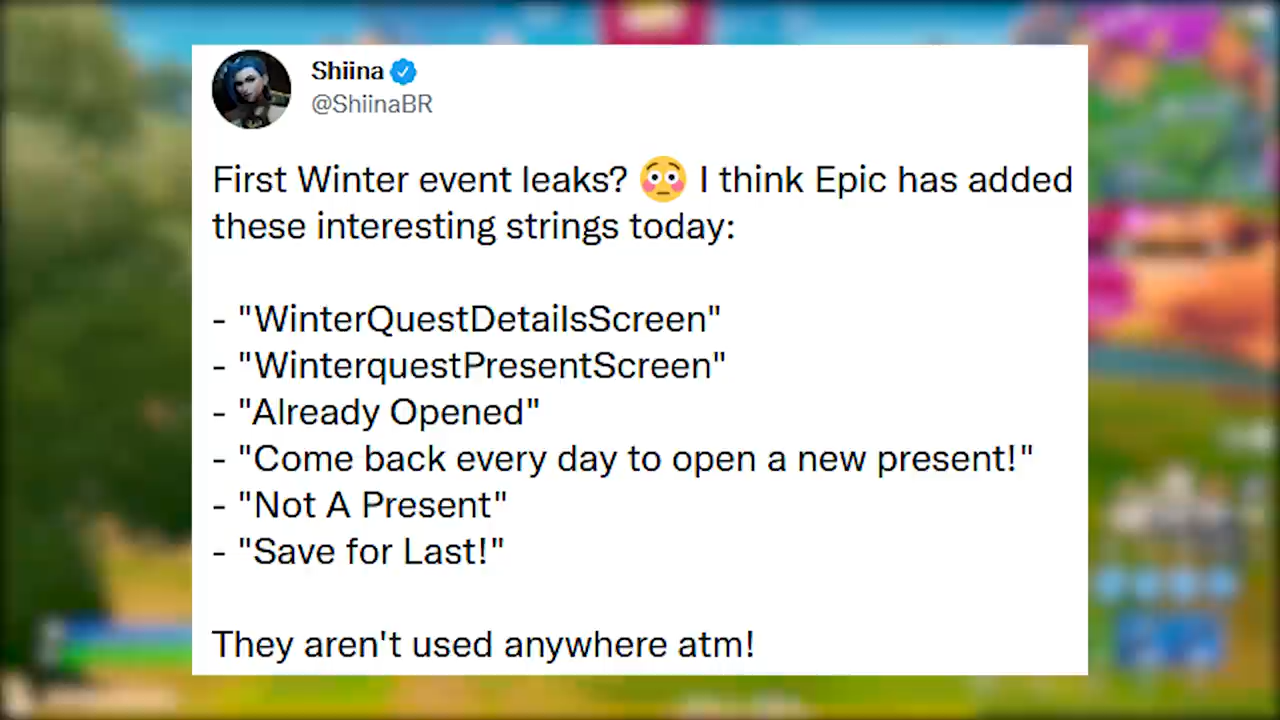 Shiina
@ShiinaBR
First Winter event leaks? 😳 I think Epic has added
these interesting strings today:
- "WinterQuestDetailsScreen"
- "WinterquestPresentScreen"
- "Already Opened"
- "Come back every day to open a new present!"
- "Not A Present"
- "Save for Last!"
They aren't used anywhere atm!